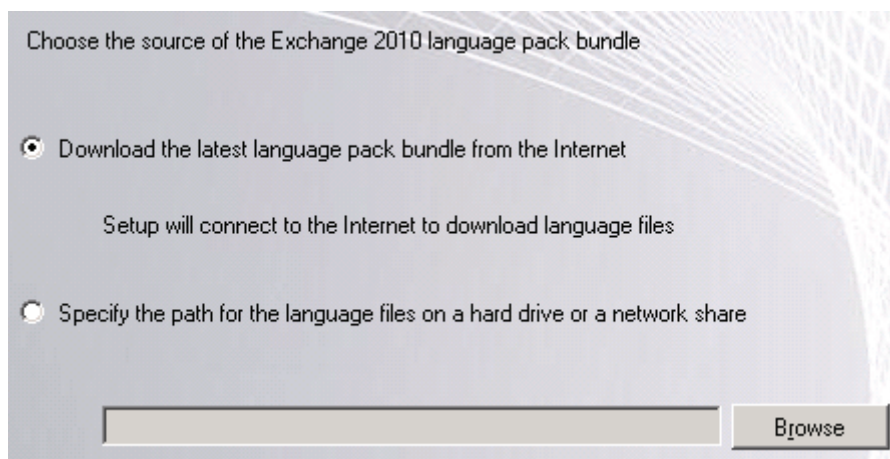 Choose the source of the Exchange 2010 language pack bundle
Download the latest language pack bundle from the Internet
Setup will connect to the Internet to download language files
Specify the path for the language files on a hard drive or a network share
Browse